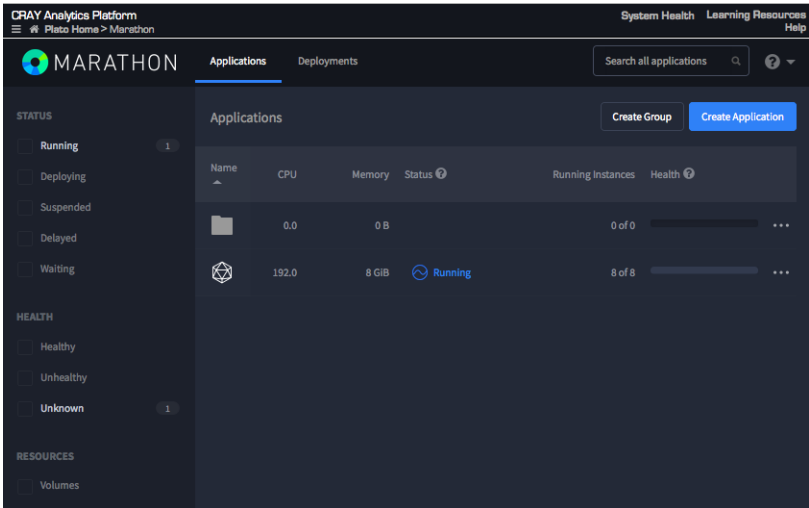 CRAY Analytics Platform
System Health Learning Resources
Plato Home > Marathon
Help
MARATHON
Applications Deployments
Search all applications
STATUS
Running 1
Deploying
Suspended
Delayed
Waiting
HEALTH
Healthy
Unhealthy
Unknown 1
RESOURCES
Volumes
Applications
Create Group Create Application
Name CPU Memory Status Running Instances Health
0.0 0 B 0 of 0
192.0 8 GiB Running 8 of 8